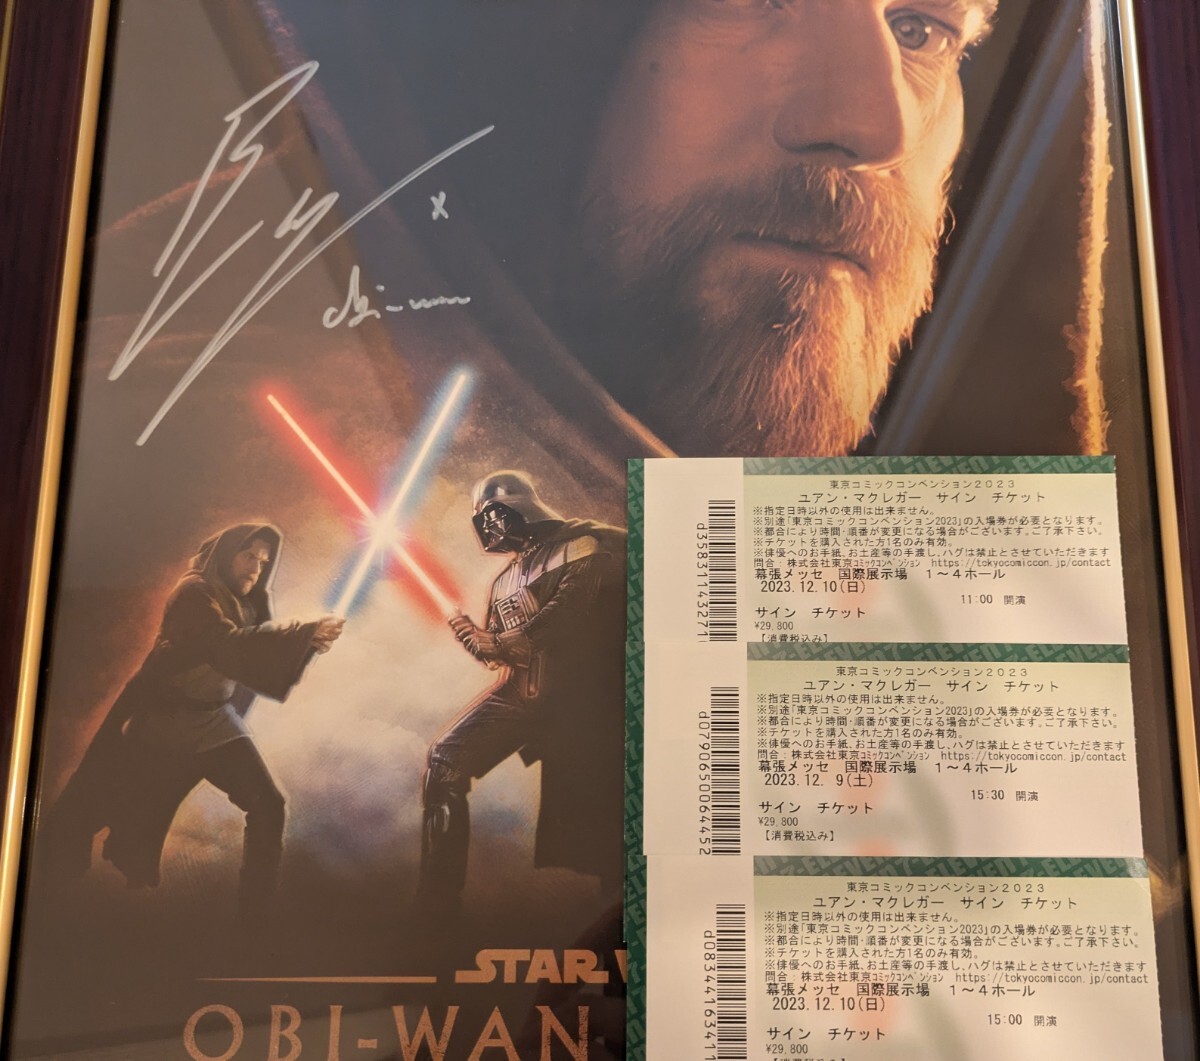 x
obi-wan
STAR W
OBI-WAN
東京コミックコンベンション2023
ユアン・マクレガー　サイン　チケット
※指定日時以外の使用は出来ません。
※別途「東京コミックコンベンション2023」の入場券が必要となります。
※都合により時間・順番が変更になる場合がございます。ご了承下さい。
※チケットを購入された方1名のみ有効。
※俳優へのお手紙、お土産等の手渡し、ハグは禁止とさせていただきます
問合：株式会社東京コミックコンベンション　https://tokyocomiccon.jp/contact
幕張メッセ　国際展示場　１～４ホール
2023.12.10(日)
11:00　開演
サイン　チケット
¥29,800
【消費税込み】
d35831143271
東京コミックコンベンション2023
ユアン・マクレガー　サイン　チケット
※指定日時以外の使用は出来ません。
※別途「東京コミックコンベンション2023」の入場券が必要となります。
※都合により時間・順番が変更になる場合がございます。ご了承下さい。
※チケットを購入された方1名のみ有効。
※俳優へのお手紙、お土産等の手渡し、ハグは禁止とさせていただきます
問合：株式会社東京コミックコンベンション　https://tokyocomiccon.jp/contact
幕張メッセ　国際展示場　１～４ホール
2023.12. 9(土)
15:30　開演
サイン　チケット
¥29,800
【消費税込み】
d0790650064452
東京コミックコンベンション2023
ユアン・マクレガー　サイン　チケット
※指定日時以外の使用は出来ません。
※別途「東京コミックコンベンション2023」の入場券が必要となります。
※都合により時間・順番が変更になる場合がございます。ご了承下さい。
※チケットを購入された方1名のみ有効。
※俳優へのお手紙、お土産等の手渡し、ハグは禁止とさせていただきます
問合：株式会社東京コミックコンベンション　https://tokyocomiccon.jp/contact
幕張メッセ　国際展示場　１～４ホール
2023.12.10(日)
15:00　開演
サイン　チケット
¥29,800
【消費税込み】
d08344163411